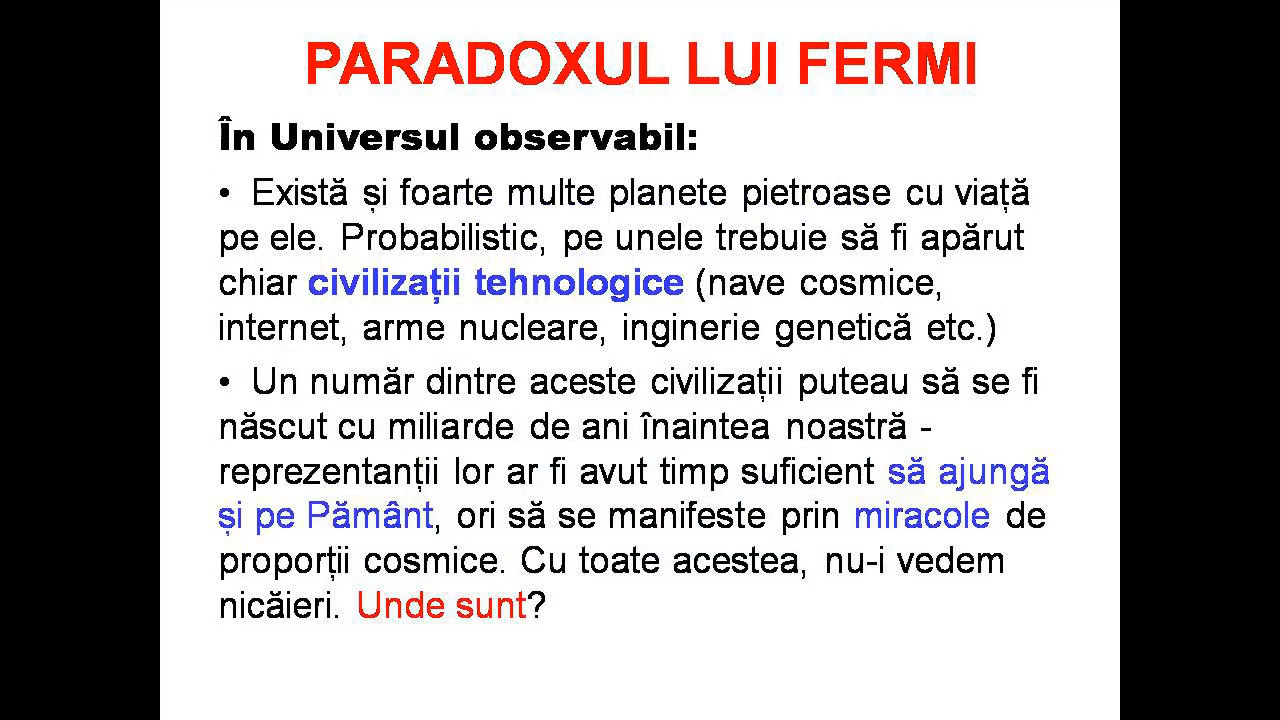 PARADOXUL LUI FERMI
În Universul observabil:
• Există și foarte multe planete pietroase cu viață
pe ele. Probabilistic, pe unele trebuie să fi apărut
chiar civilizații tehnologice (nave cosmice,
internet, arme nucleare, inginerie genetică etc.)
• Un număr dintre aceste civilizații puteau să se fi
născut cu miliarde de ani înaintea noastră -
reprezentanții lor ar fi avut timp suficient să ajungă
și pe Pământ, ori să se manifeste prin miracole de
proporții cosmice. Cu toate acestea, nu-i vedem
nicăieri. Unde sunt?